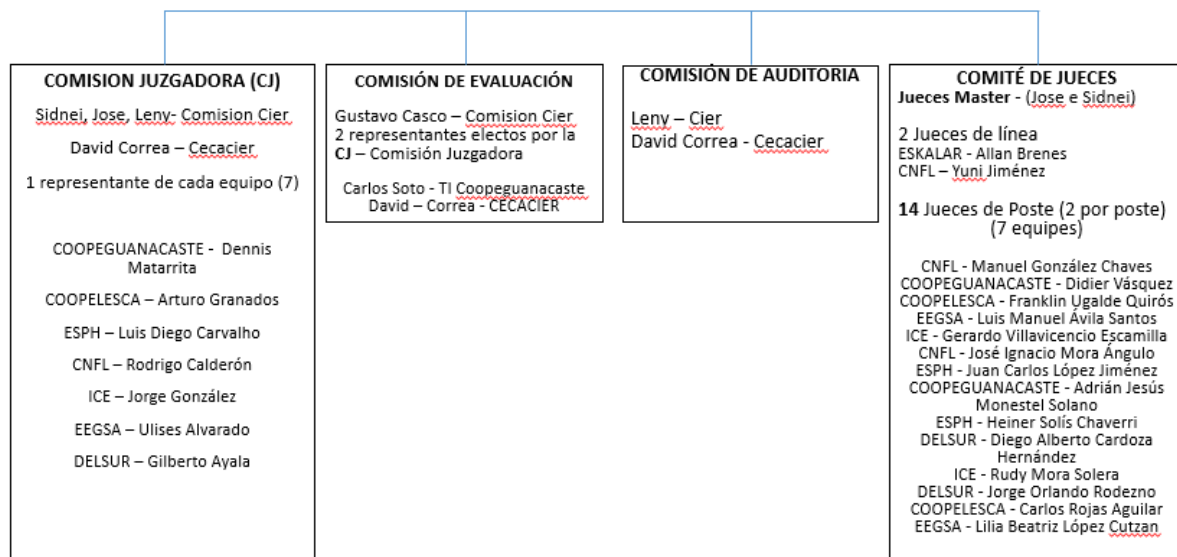 COMISION JUZGADORA (CJ)
Sidnei, Jose, Leny- Comision Cier
David Correa – Cecacier
1 representante de cada equipo (7)
COOPEGUANACASTE - Dennis
Matarrita
COOPELESCA – Arturo Granados
ESPH – Luis Diego Carvalho
CNFL – Rodrigo Calderón
ICE – Jorge González
EEGSA – Ulises Alvarado
DELSUR – Gilberto Ayala
COMISIÓN DE EVALUACIÓN
Gustavo Casco – Comision Cier
2 representantes electos por la
CJ – Comisión Juzgadora
Carlos Soto - TI Coopeguanacaste
David – Correa - CECACIER
COMISIÓN DE AUDITORIA
Leny – Cier
David Correa - Cecacier
COMITÉ DE JUECES
Jueces Master - (Jose e Sidnei)
2 Jueces de línea
ESKALAR - Allan Brenes
CNFL – Yuni Jiménez
14 Jueces de Poste (2 por poste)
(7 equipes)
CNFL - Manuel González Chaves
COOPEGUANACASTE - Didier Vásquez
COOPELESCA - Franklin Ugalde Quirós
EEGSA - Luis Manuel Ávila Santos
ICE - Gerardo Villavicencio Escamilla
CNFL - José Ignacio Mora Ángulo
ESPH - Juan Carlos López Jiménez
COOPEGUANACASTE - Adrián Jesús
Monestel Solano
ESPH - Heiner Solís Chaverri
DELSUR - Diego Alberto Cardoza
Hernández
ICE - Rudy Mora Solera
DELSUR - Jorge Orlando Rodezno
COOPELESCA - Carlos Rojas Aguilar
EEGSA - Lilia Beatriz López Cutzan